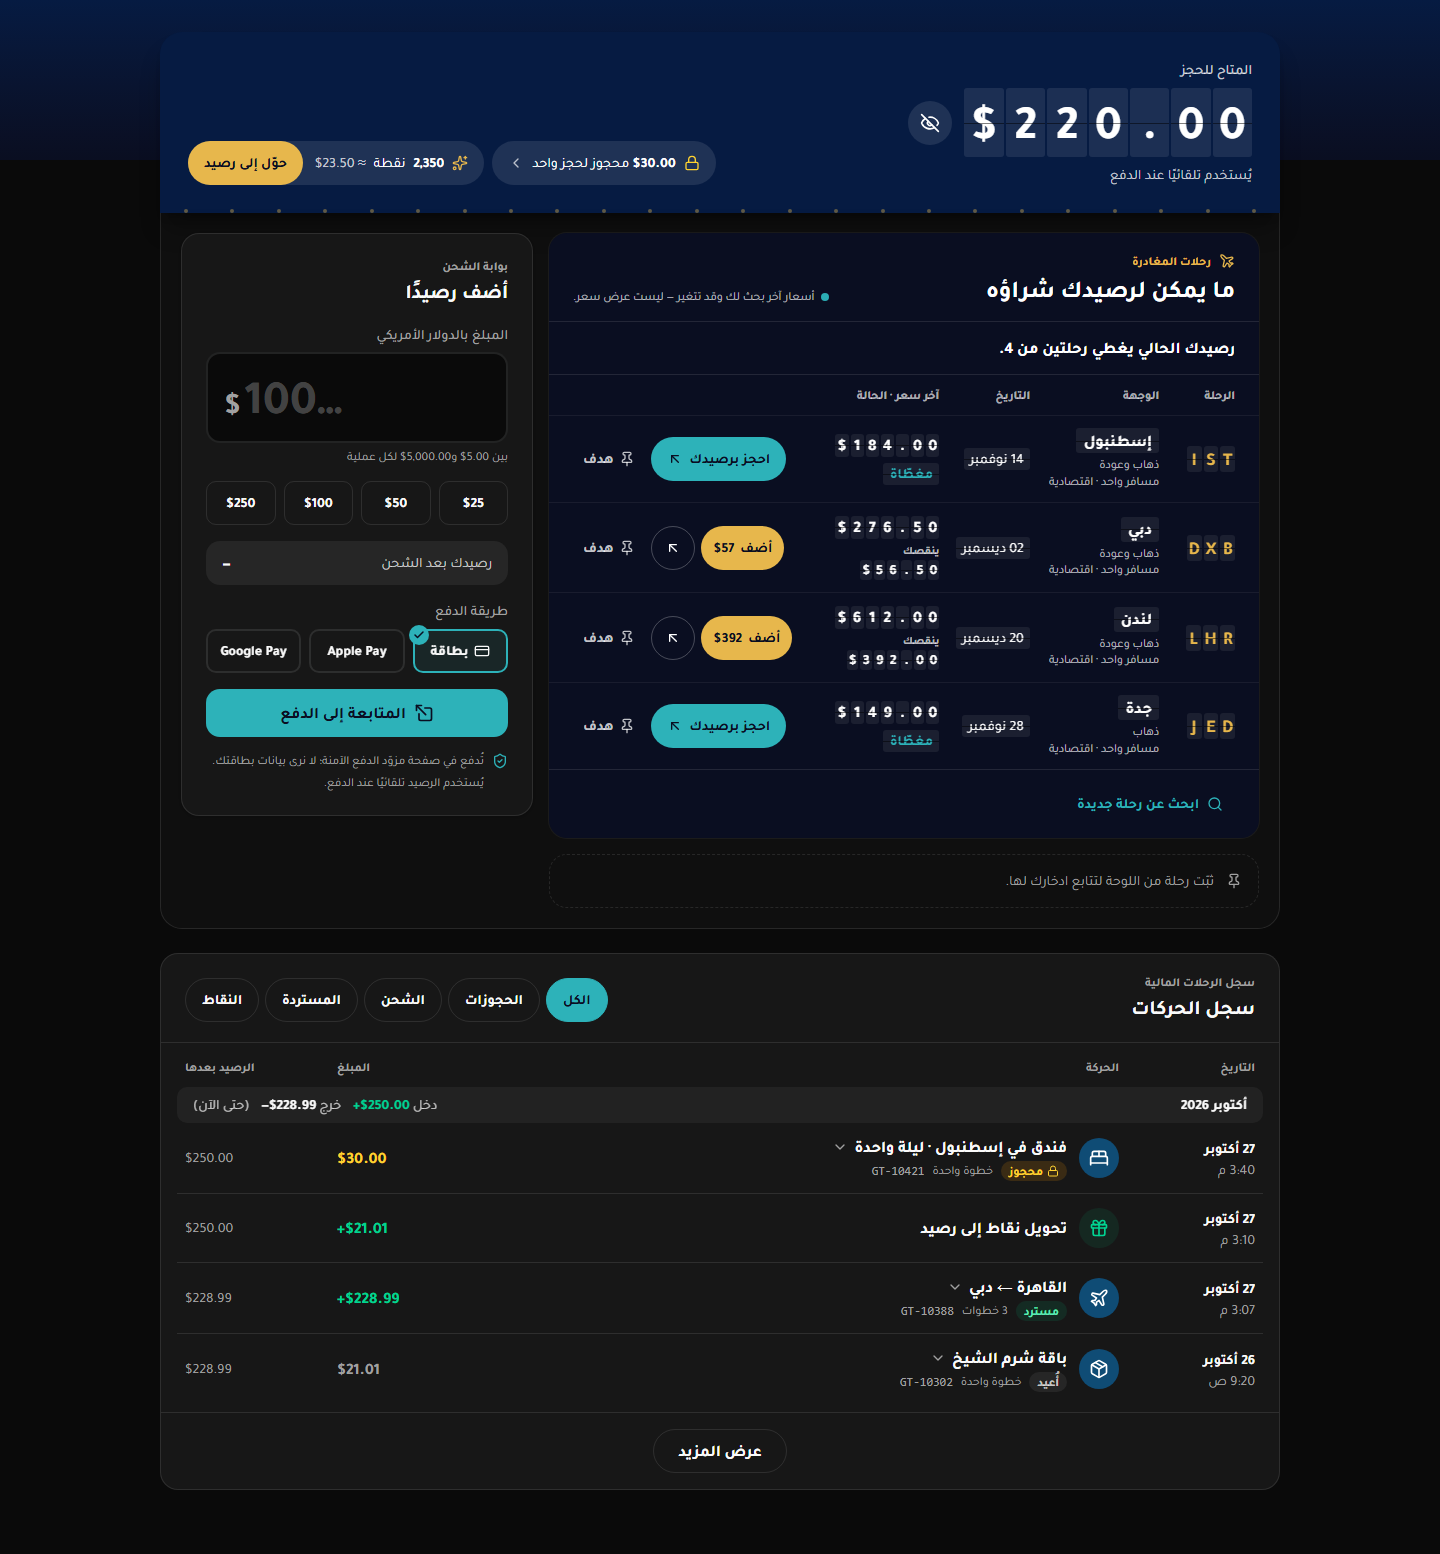 المتاح للحجز
$220.00
يُستخدم تلقائيًا عند الدفع
$30.00 محجوز لحجز واحد
2,350 نقطة ≈ $23.50
حوّل إلى رصيد
رحلات المغادرة
ما يمكن لرصيدك شراؤه
أسعار آخر بحث لك وقد تتغير – ليست عرض سعر.
رصيدك الحالي يغطي رحلتين من 4.
الرحلة الوجهة التاريخ آخر سعر · الحالة
IST
إسطنبول
ذهاب وعودة
مسافر واحد · اقتصادية
14 نوفمبر
$184.00
مغطّاة
احجز برصيدك
هدف
DXB
دبي
ذهاب وعودة
مسافر واحد · اقتصادية
02 ديسمبر
$276.50
ينقصك
$56.50
أضف $57
هدف
LHR
لندن
ذهاب وعودة
مسافر واحد · اقتصادية
20 ديسمبر
$612.00
ينقصك
$392.00
أضف $392
هدف
JED
جدة
ذهاب
مسافر واحد · اقتصادية
28 نوفمبر
$149.00
مغطّاة
احجز برصيدك
هدف
ابحث عن رحلة جديدة
ثبّت رحلة من اللوحة لتتابع ادخارك لها.
بوابة الشحن
أضف رصيدًا
المبلغ بالدولار الأمريكي
$ 100...
بين $5.00 و$5,000.00 لكل عملية
$25 $50 $100 $250
رصيدك بعد الشحن –
طريقة الدفع
بطاقة Apple Pay Google Pay
المتابعة إلى الدفع
تُدفع في صفحة مزوّد الدفع الآمنة؛ لا نرى بيانات بطاقتك.
يُستخدم الرصيد تلقائيًا عند الدفع.
سجل الرحلات المالية
سجل الحركات
الكل الحجوزات الشحن المستردة النقاط
التاريخ الحركة المبلغ الرصيد بعدها
أكتوبر 2026 دخل +$250.00 خرج –$228.99 (حتى الآن)
27 أكتوبر
3:40 م
فندق في إسطنبول · ليلة واحدة
محجوز خطوة واحدة GT-10421
$30.00
$250.00
27 أكتوبر
3:10 م
تحويل نقاط إلى رصيد
+$21.01
$250.00
27 أكتوبر
3:07 م
القاهرة ← دبي
مسترد 3 خطوات GT-10388
+$228.99
$228.99
26 أكتوبر
9:20 ص
باقة شرم الشيخ
أُعيد خطوة واحدة GT-10302
$21.01
$228.99
عرض المزيد